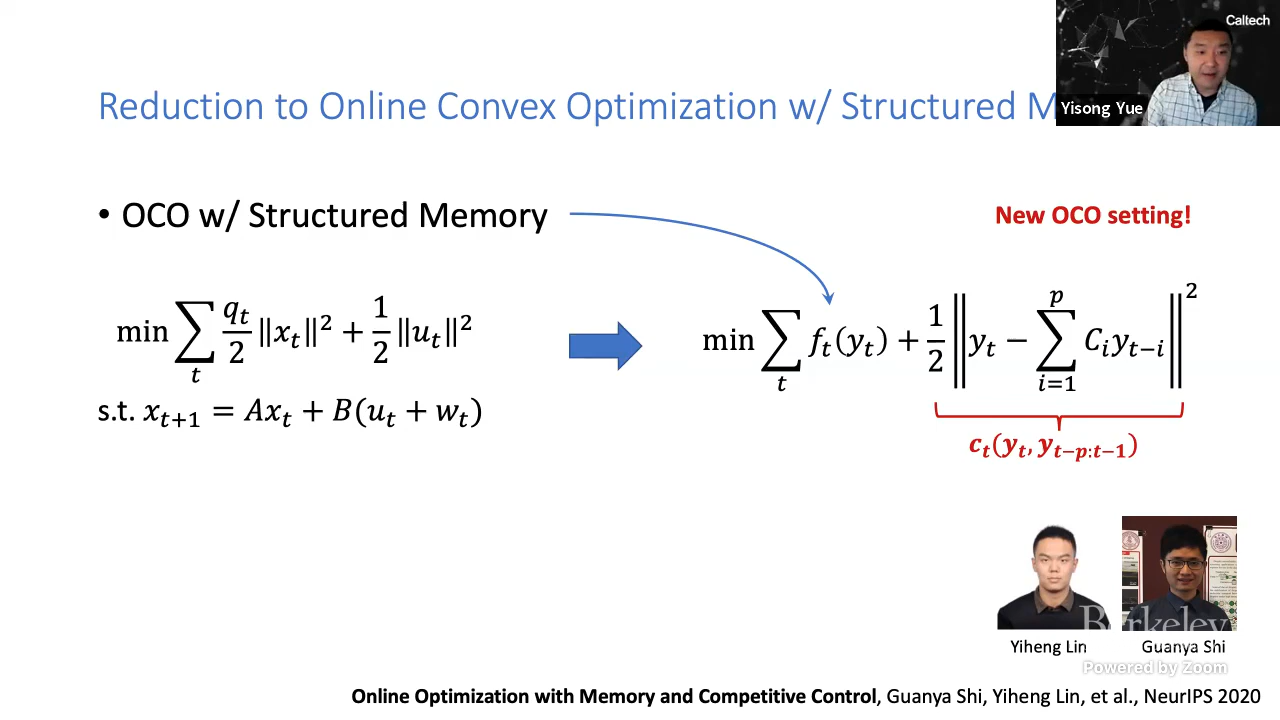 Caltech
Yisong Yue
Reduction to Online Convex Optimization w/ Structured M
• OCO w/ Structured Memory
New OCO setting!
min ∑_t q_t/2 ‖x_t‖² + 1/2 ‖u_t‖²
s.t. x_{t+1} = Ax_t + B(u_t + w_t)
min ∑_t f_t(y_t) + 1/2 ‖y_t − ∑_{i=1}^{p} C_i y_{t−i}‖²
c_t(y_t, y_{t−p:t−1})
Berkeley
Yiheng Lin
Guanya Shi
Powered by Zoom
Online Optimization with Memory and Competitive Control, Guanya Shi, Yiheng Lin, et al., NeurIPS 2020